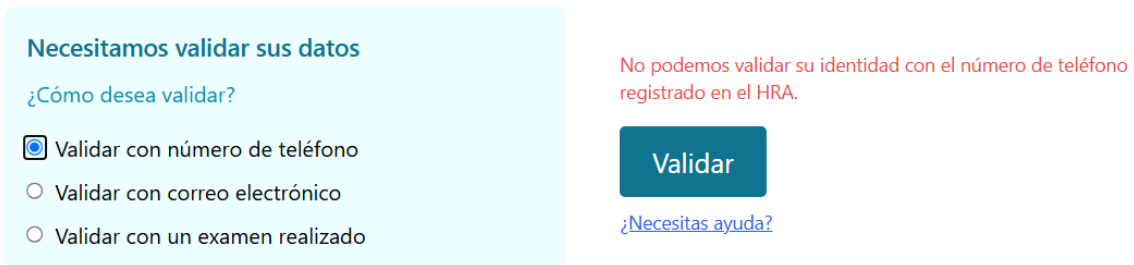 Necesitamos validar sus datos
¿Cómo desea validar?
Validar con número de teléfono
Validar con correo electrónico
Validar con un examen realizado
No podemos validar su identidad con el número de teléfono
registrado en el HRA.
Validar
¿Necesitas ayuda?